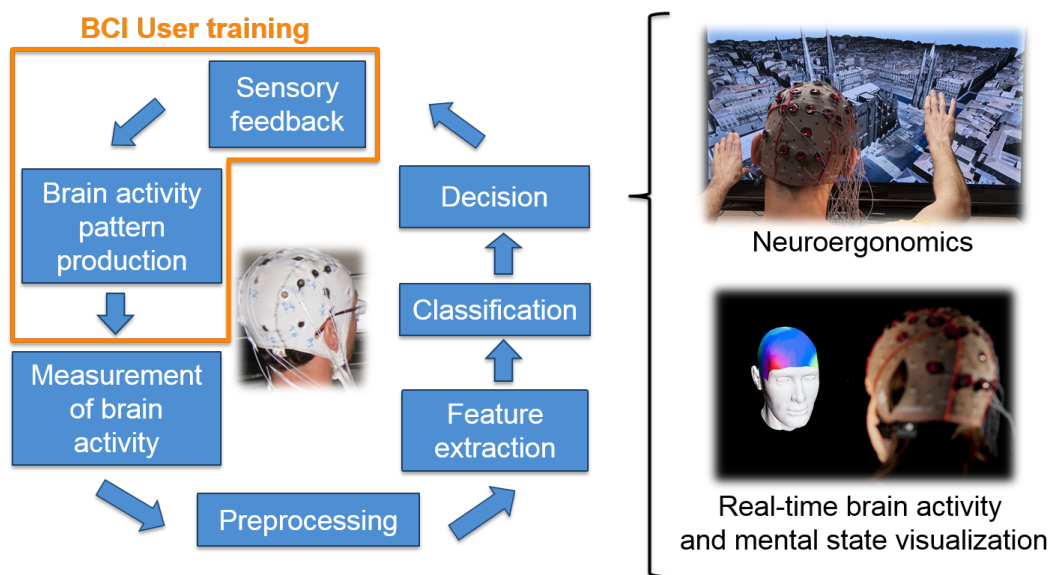 BCI User training
Sensory
feedback
Brain activity
pattern
production
Measurement
of brain
activity
Preprocessing
Feature
extraction
Classification
Decision
Neuroergonomics
Real-time brain activity
and mental state visualization